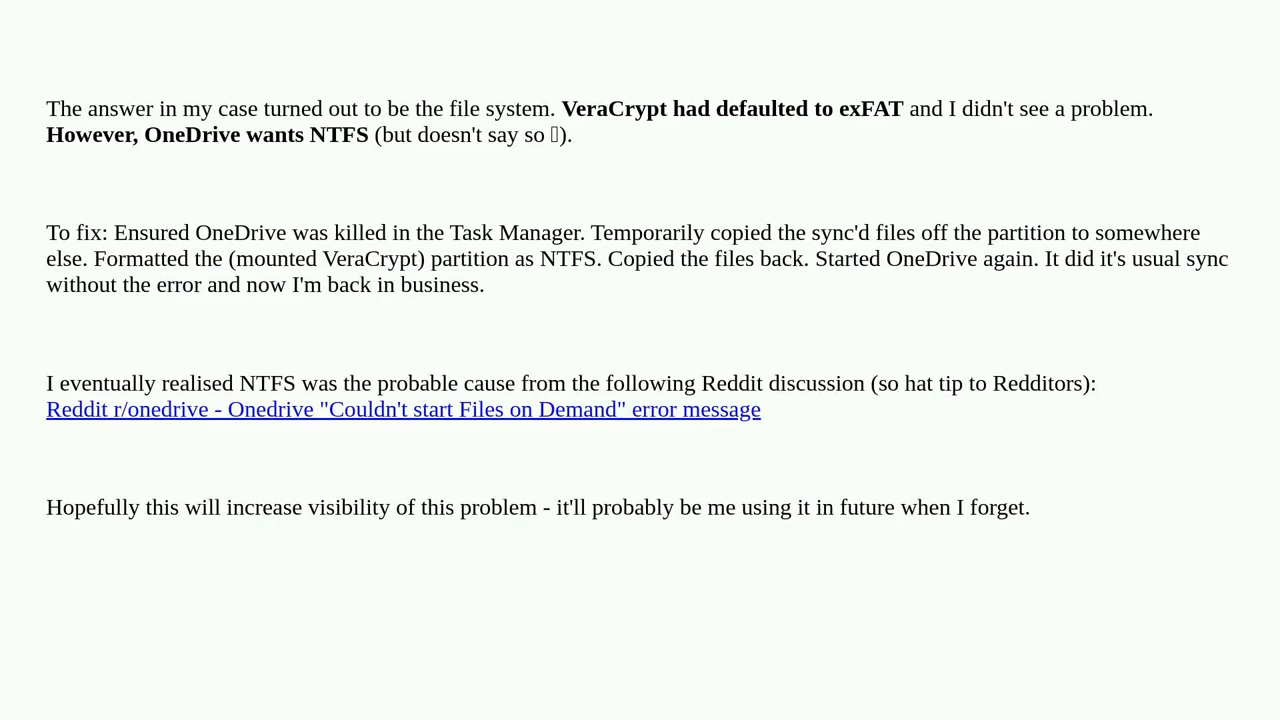 The answer in my case turned out to be the file system. VeraCrypt had defaulted to exFAT and I didn't see a problem.
However, OneDrive wants NTFS (but doesn't say so ▯).
To fix: Ensured OneDrive was killed in the Task Manager. Temporarily copied the sync'd files off the partition to somewhere
else. Formatted the (mounted VeraCrypt) partition as NTFS. Copied the files back. Started OneDrive again. It did it's usual sync
without the error and now I'm back in business.
I eventually realised NTFS was the probable cause from the following Reddit discussion (so hat tip to Redditors):
Reddit r/onedrive - Onedrive "Couldn't start Files on Demand" error message
Hopefully this will increase visibility of this problem - it'll probably be me using it in future when I forget.